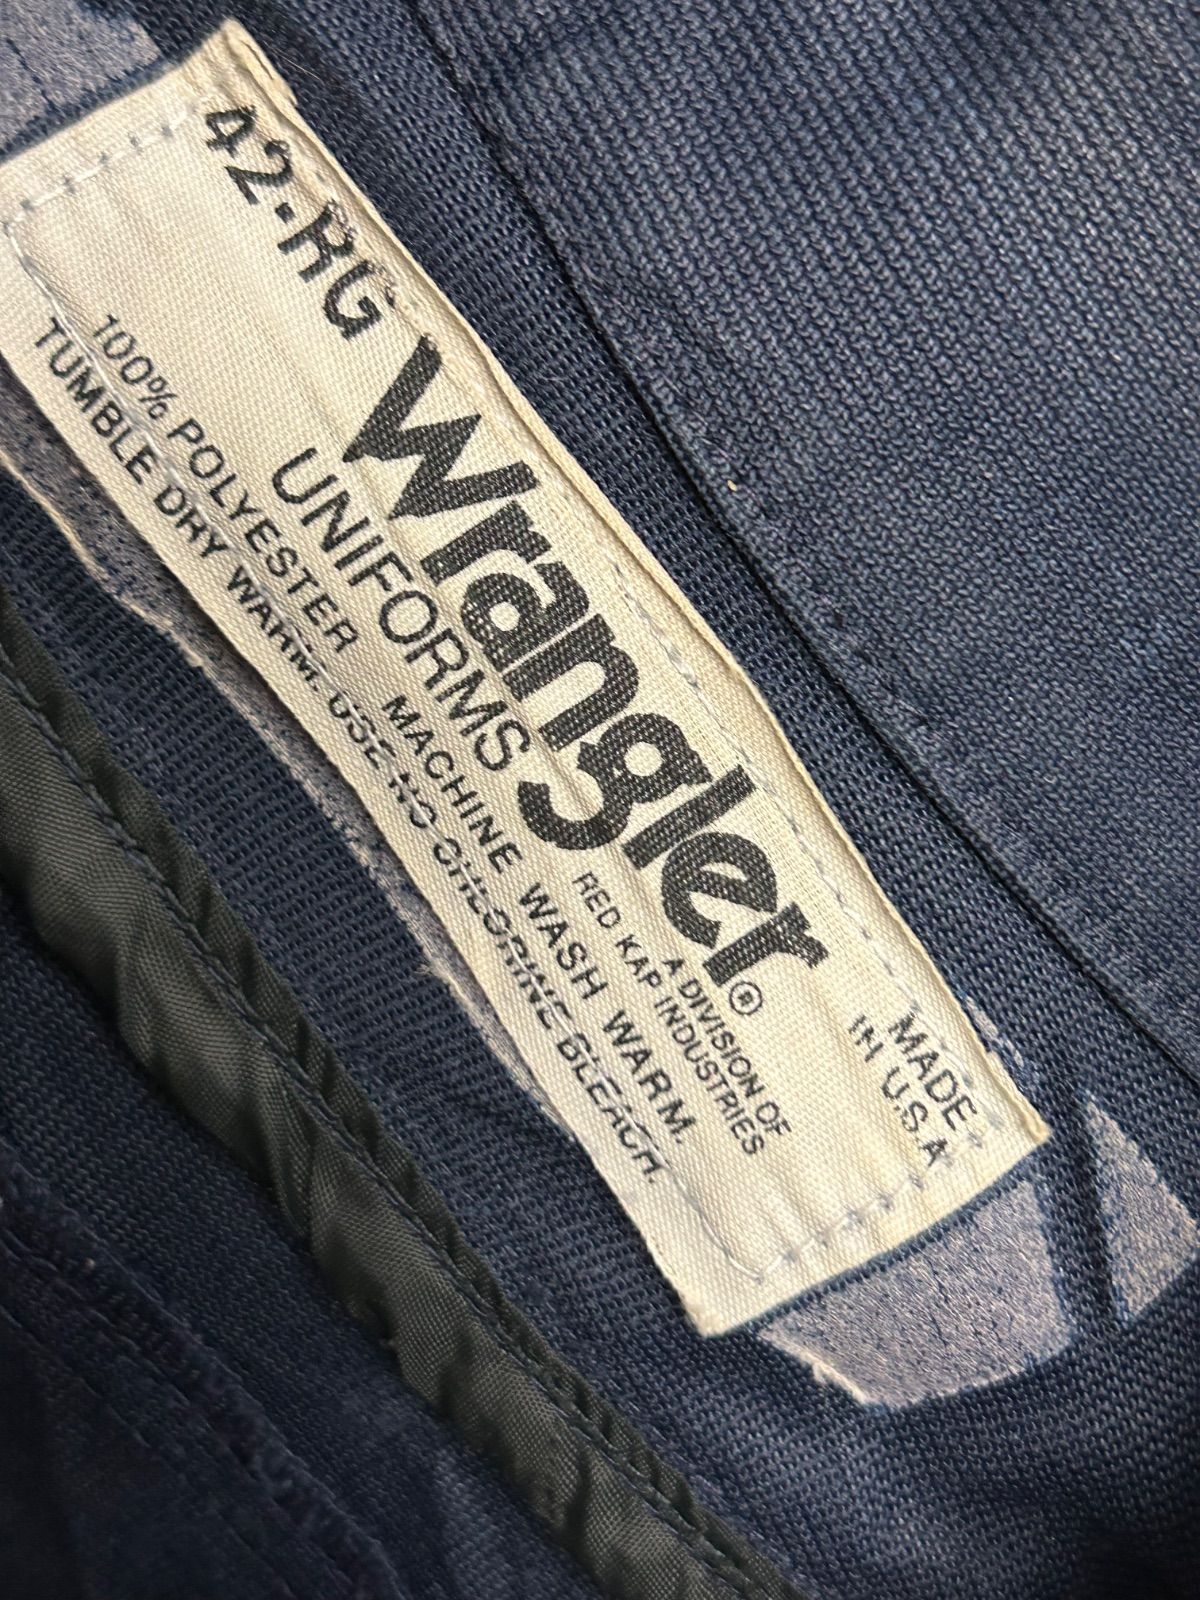 42-RG
Wrangler®
UNIFORMS
A DIVISION OF
RED KAP INDUSTRIES
MADE
IN U.S.A
100% POLYESTER MACHINE WASH WARM.
TUMBLE DRY WARM. USE NO CHLORINE BLEACH.